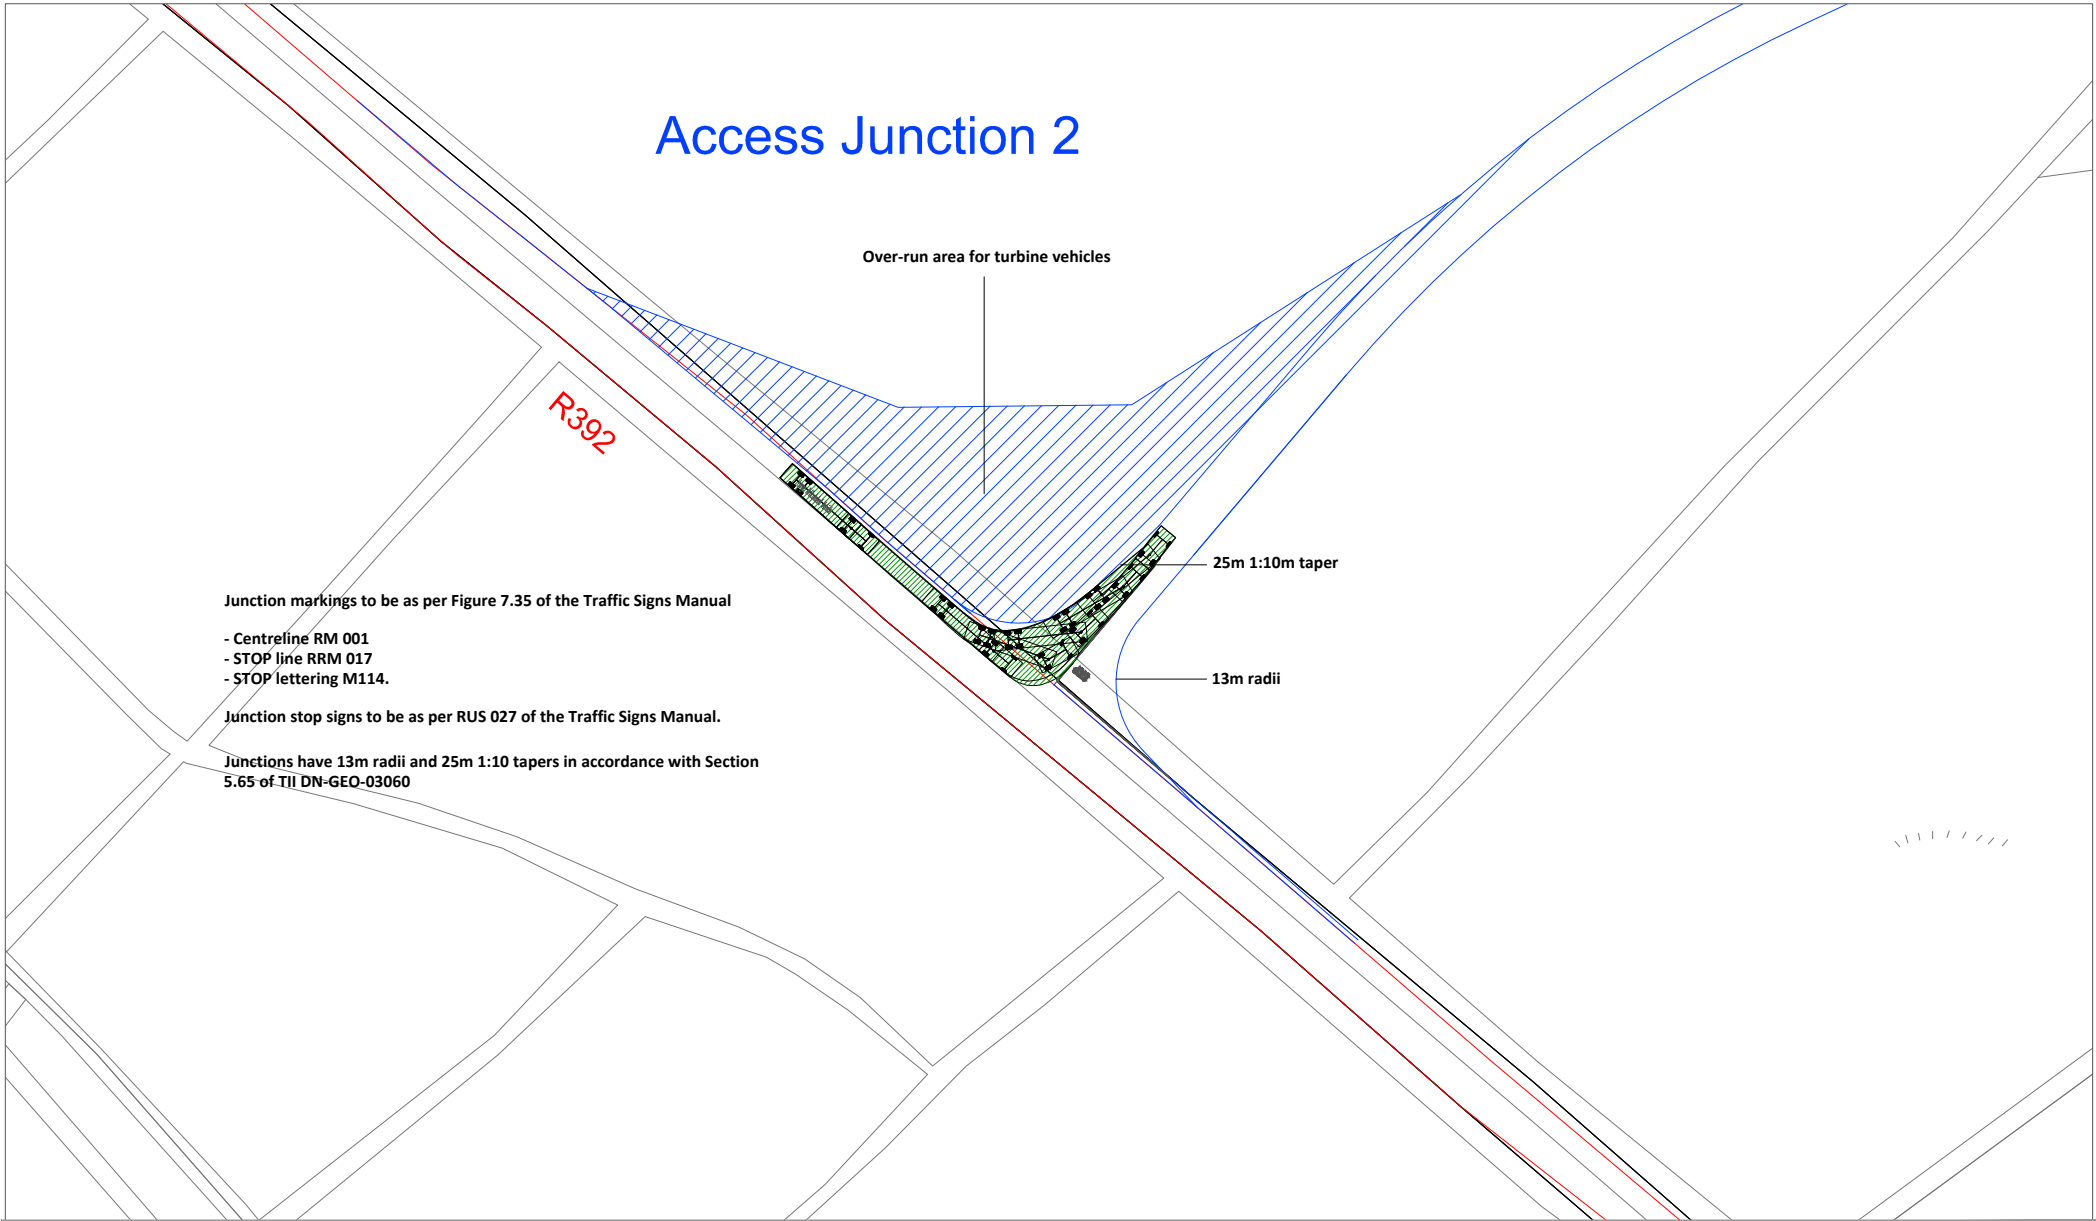 Access Junction 2
Over-run area for turbine vehicles
R392
25m 1:10m taper
Junction markings to be as per Figure 7.35 of the Traffic Signs Manual
- Centreline RM 001
- STOP line RRM 017
- STOP lettering M114.
13m radii
Junction stop signs to be as per RUS 027 of the Traffic Signs Manual.
Junctions have 13m radii and 25m 1:10 tapers in accordance with Section
5.65 of TII DN-GEO-03060